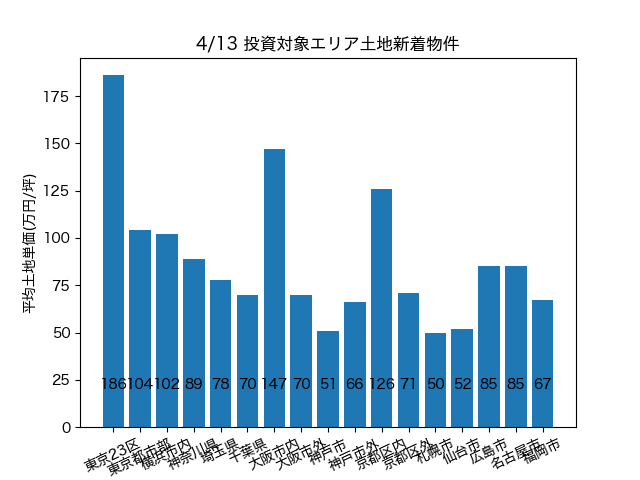 4/13 投資対象エリア土地新着物件
平均土地単価(万円/坪)
175
150
125
100
75
50
25
0
186 104 102 89 78 70 147 70 51 66 126 71 50 52 85 85 67
東京23区
東京都市部
横浜市内
神奈川県
埼玉県
千葉県
大阪市内
大阪市外
神戸市
神戸市外
京都区内
京都区外
札幌市
仙台市
広島市
名古屋市
福岡市